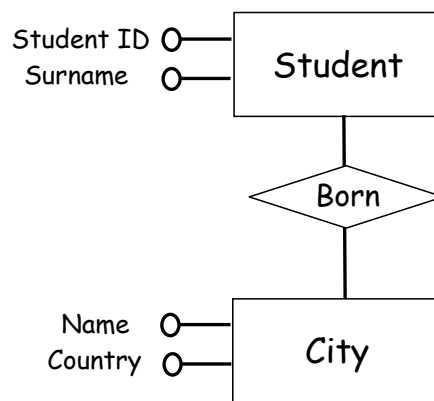 Student ID
Surname
Student
Born
Name
Country
City